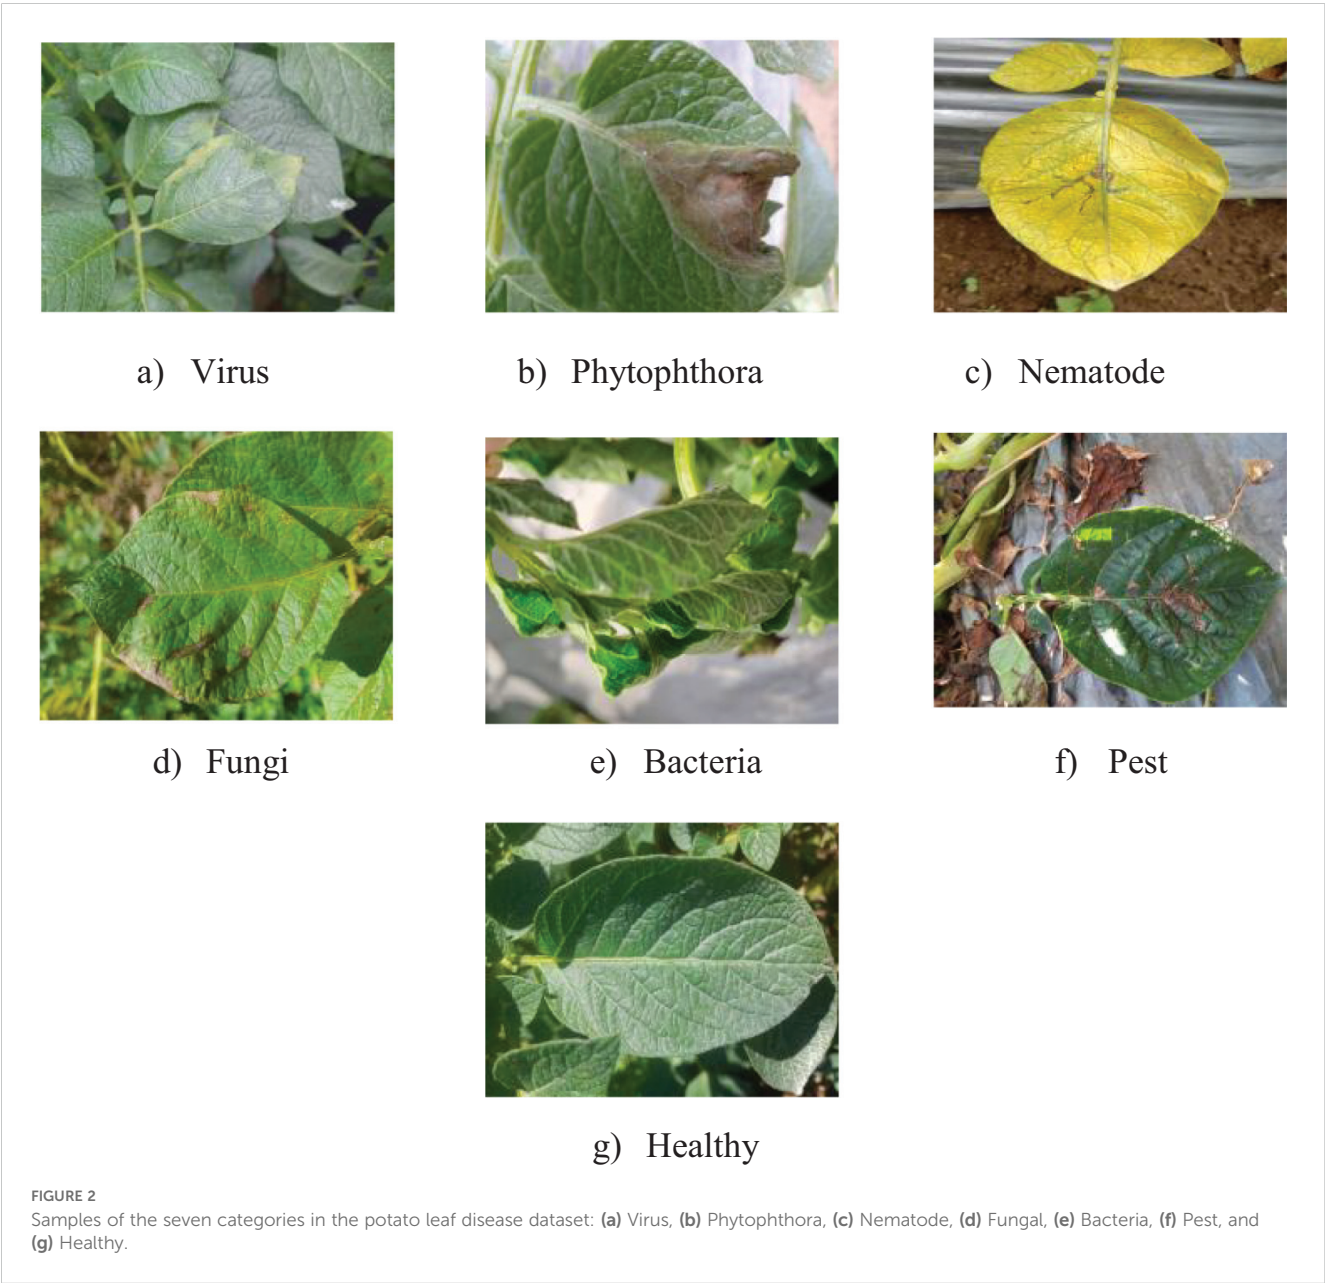 a) Virus
b) Phytophthora
c) Nematode
d) Fungi
e) Bacteria
f) Pest
g) Healthy
FIGURE 2
Samples of the seven categories in the potato leaf disease dataset: (a) Virus, (b) Phytophthora, (c) Nematode, (d) Fungal, (e) Bacteria, (f) Pest, and
(g) Healthy.